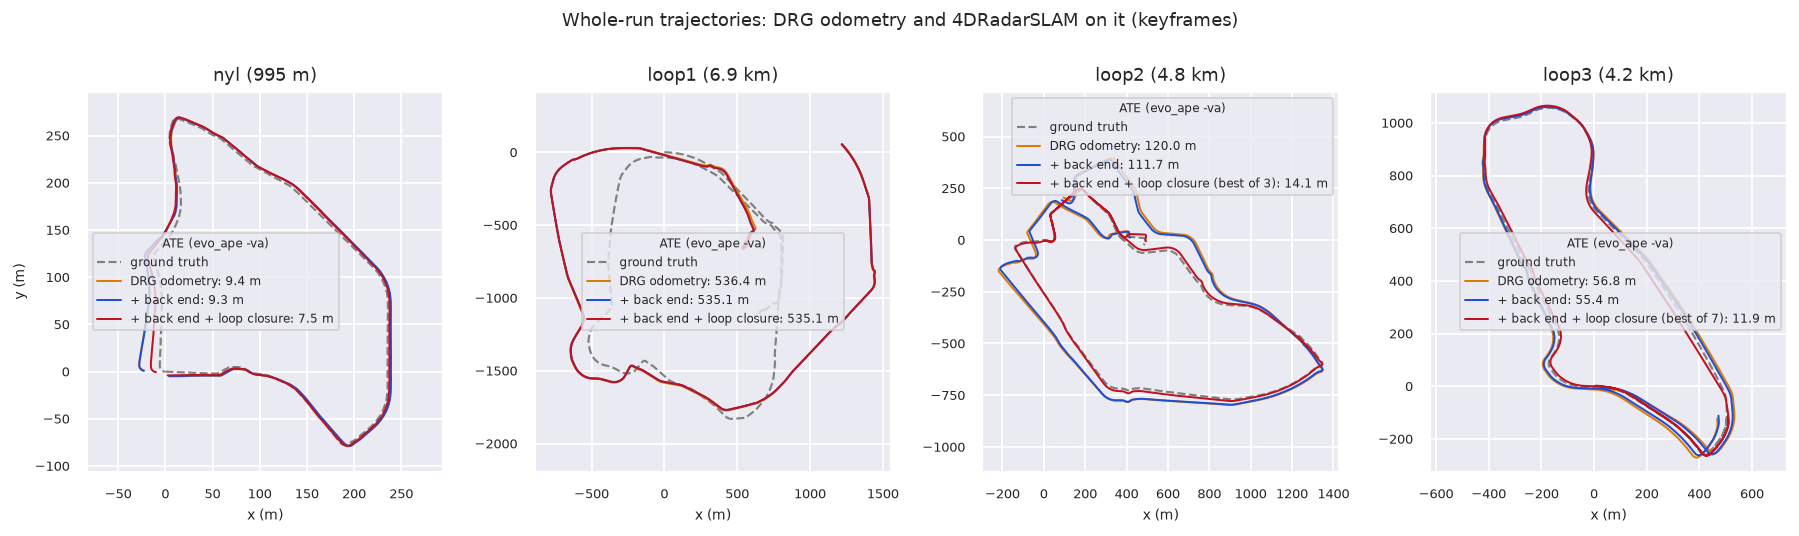 Whole-run trajectories: DRG odometry and 4DRadarSLAM on it (keyframes)
nyl (995 m)
y (m)
250
200
150
100
50
0
−50
−100
ATE (evo_ape -va)
ground truth
DRG odometry: 9.4 m
+ back end: 9.3 m
+ back end + loop closure: 7.5 m
−50 0 50 100 150 200 250
x (m)
loop1 (6.9 km)
0
−500
−1000
−1500
−2000
ATE (evo_ape -va)
ground truth
DRG odometry: 536.4 m
+ back end: 535.1 m
+ back end + loop closure: 535.1 m
−500 0 500 1000 1500
x (m)
loop2 (4.8 km)
ATE (evo_ape -va)
ground truth
DRG odometry: 120.0 m
+ back end: 111.7 m
+ back end + loop closure (best of 3): 14.1 m
500
250
0
−250
−500
−750
−1000
−200 0 200 400 600 800 1000 1200 1400
x (m)
loop3 (4.2 km)
1000
800
600
400
200
0
−200
ATE (evo_ape -va)
ground truth
DRG odometry: 56.8 m
+ back end: 55.4 m
+ back end + loop closure (best of 7): 11.9 m
−600 −400 −200 0 200 400 600
x (m)